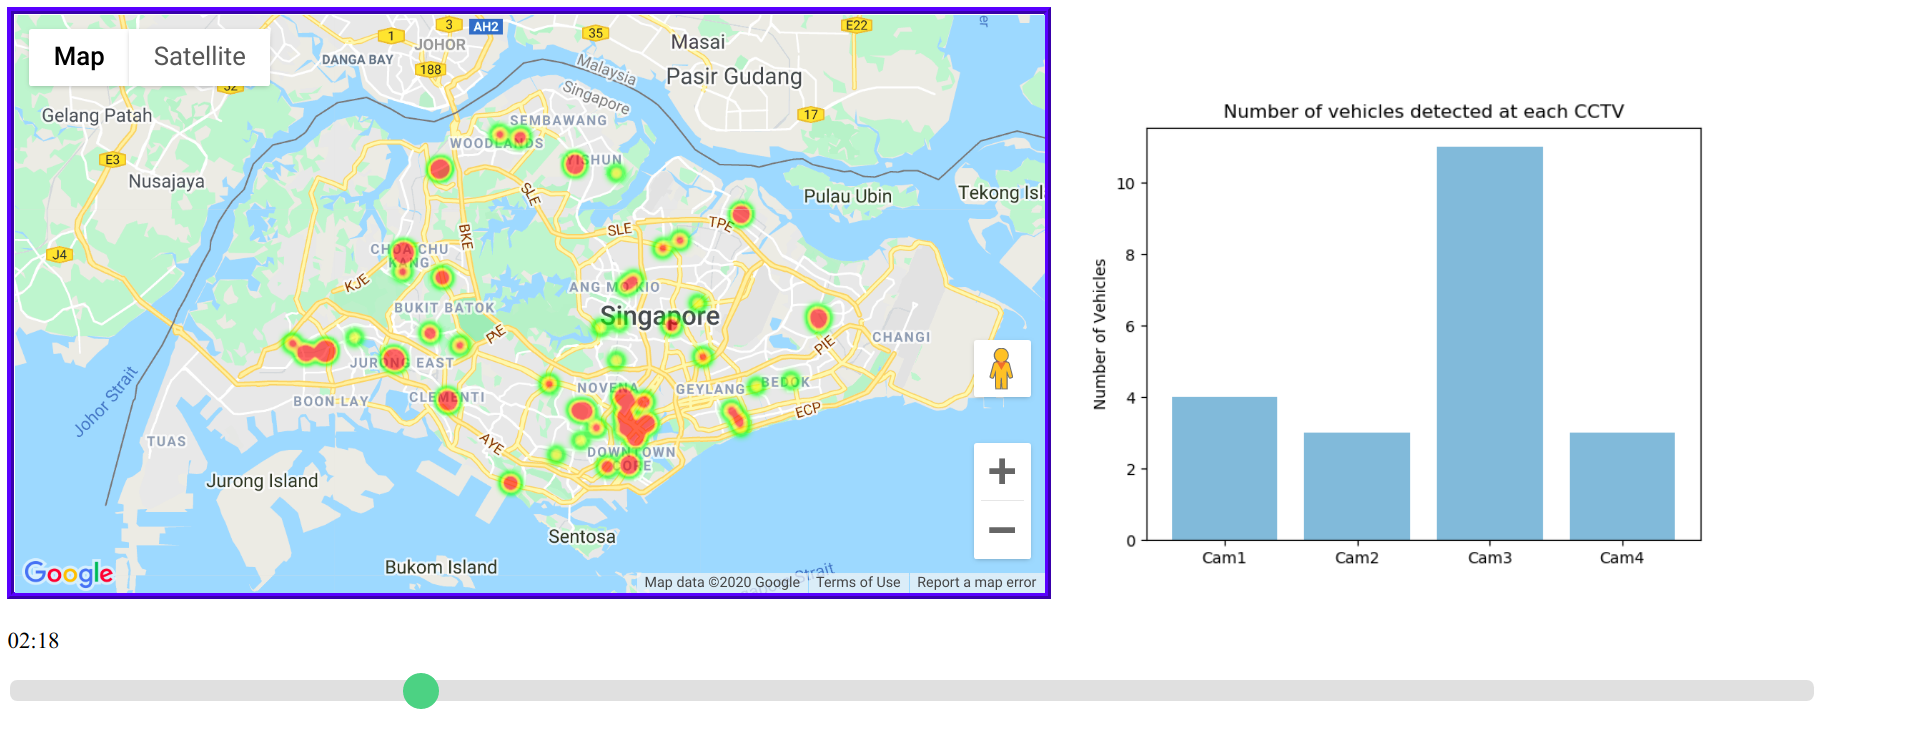 3
AH2
1
35
E22
Map
Satellite
JOHOR
Masai
DANGA BAY
188
Malaysia
Pasir Gudang
Singapore
Gelang Patah
17
SEMBAWANG
WOODLANDS
E3
YISHUN
Nusajaya
SLE
Pulau Ubin
Tekong Isl
SLE
TPE
BKE
J4
CHOA CHU
KANG
KJE
ANG MO KIO
BUKIT BATOK
Singapore
PIE
CHANGI
PIE
JURONG EAST
NOVENA
GEYLANG
BEDOK
BOON LAY
CLEMENTI
Johor Strait
ECP
TUAS
AYE
DOWNTOWN
CORE
Jurong Island
Sentosa
Bukom Island
Strait
Google
Map data ©2020 Google
Terms of Use
Report a map error
Number of vehicles detected at each CCTV
Number of Vehicles
10
8
6
4
2
0
Cam1 Cam2 Cam3 Cam4
02:18